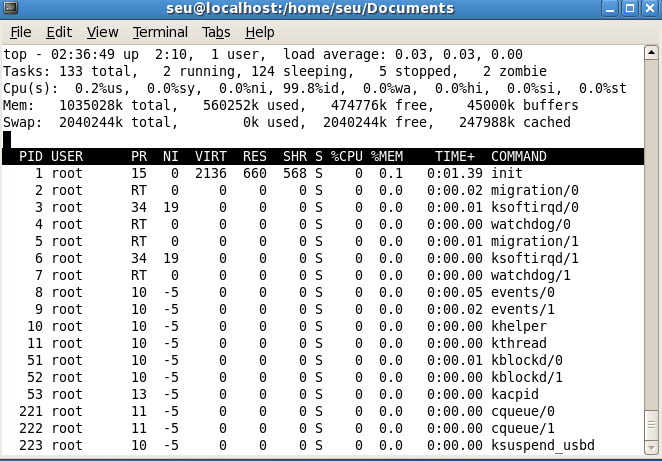 seu@localhost:/home/seu/Documents
File Edit View Terminal Tabs Help
top - 02:36:49 up  2:10,  1 user,  load average: 0.03, 0.03, 0.00
Tasks: 133 total,   2 running, 124 sleeping,   5 stopped,   2 zombie
Cpu(s):  0.2%us,  0.0%sy,  0.0%ni, 99.8%id,  0.0%wa,  0.0%hi,  0.0%si,  0.0%st
Mem:   1035028k total,   560252k used,   474776k free,    45000k buffers
Swap:  2040244k total,        0k used,  2040244k free,   247988k cached
  PID USER      PR  NI  VIRT  RES  SHR S %CPU %MEM    TIME+  COMMAND
    1 root      15   0  2136  660  568 S    0  0.1   0:01.39 init
    2 root      RT   0     0    0    0 S    0  0.0   0:00.02 migration/0
    3 root      34  19     0    0    0 S    0  0.0   0:00.01 ksoftirqd/0
    4 root      RT   0     0    0    0 S    0  0.0   0:00.00 watchdog/0
    5 root      RT   0     0    0    0 S    0  0.0   0:00.01 migration/1
    6 root      34  19     0    0    0 S    0  0.0   0:00.00 ksoftirqd/1
    7 root      RT   0     0    0    0 S    0  0.0   0:00.00 watchdog/1
    8 root      10  -5     0    0    0 S    0  0.0   0:00.05 events/0
    9 root      10  -5     0    0    0 S    0  0.0   0:00.02 events/1
   10 root      10  -5     0    0    0 S    0  0.0   0:00.00 khelper
   11 root      10  -5     0    0    0 S    0  0.0   0:00.00 kthread
   51 root      10  -5     0    0    0 S    0  0.0   0:00.01 kblockd/0
   52 root      10  -5     0    0    0 S    0  0.0   0:00.00 kblockd/1
   53 root      13  -5     0    0    0 S    0  0.0   0:00.00 kacpid
  221 root      11  -5     0    0    0 S    0  0.0   0:00.00 cqueue/0
  222 root      11  -5     0    0    0 S    0  0.0   0:00.00 cqueue/1
  223 root      10  -5     0    0    0 S    0  0.0   0:00.00 ksuspend_usbd